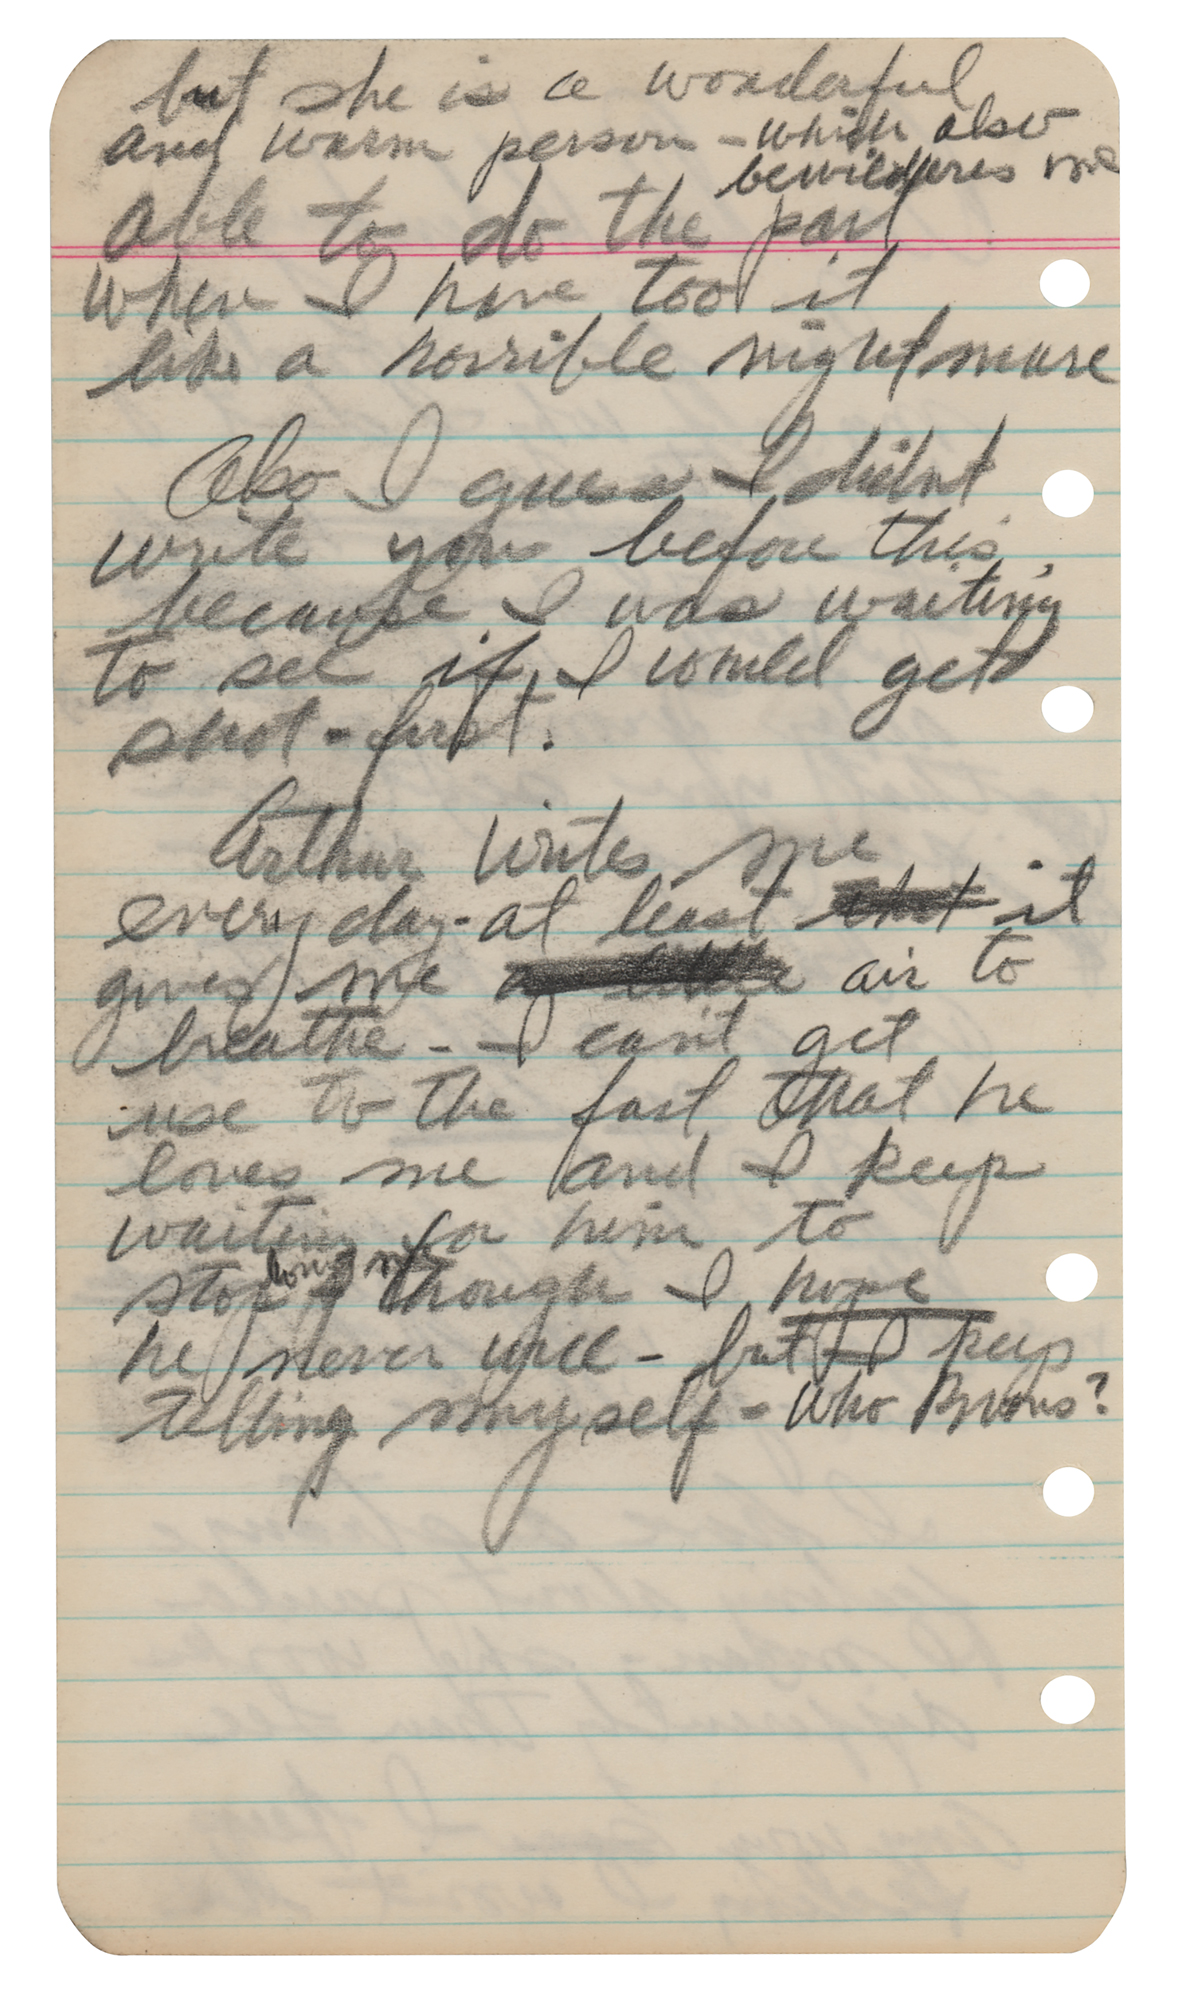 but she is a wonderful
and warm person - which also
bewilderes me
able to do the part
when I have too it
like a horrible nightmare
Also I guess I didnt
write you before this,
because I was waiting
to see if I would get
shot - first.
Arthur writes me
every day - at least it
gives me a little air to
breathe - I can't get
use to the fact that he
loves me and I keep
waiting for him to
stop loving me though I hope
he never will - but I keep
telling myself - who knows?